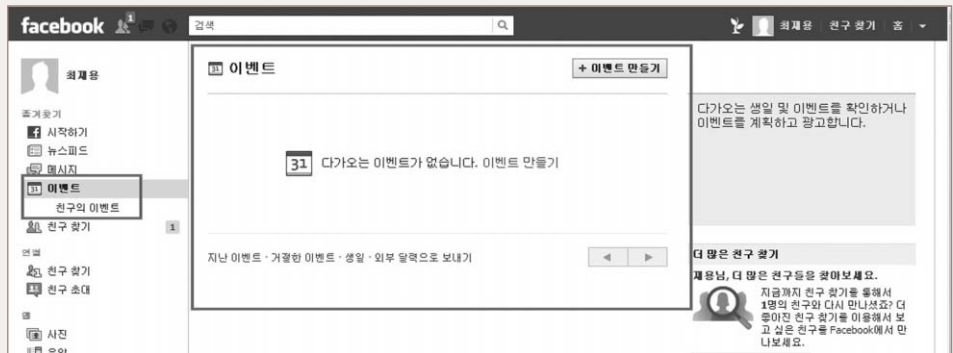 facebook 1 검색 최재용 친구 찾기 홈
최재용
즐겨찾기
시작하기
뉴스피드
메시지
31 이벤트
친구의 이벤트
친구 찾기 1
연결
친구 찾기
친구 초대
앱
사진
31 이벤트 + 이벤트 만들기
31 다가오는 이벤트가 없습니다. 이벤트 만들기
지난 이벤트 · 거절한 이벤트 · 생일 · 외부 달력으로 보내기
다가오는 생일 및 이벤트를 확인하거나
이벤트를 계획하고 광고합니다.
더 많은 친구 찾기
재용님, 더 많은 친구들을 찾아보세요.
지금까지 친구 찾기를 통해서
1명의 친구와 다시 만나셨죠? 더
좋아진 친구 찾기를 이용해서 보
고 싶은 친구를 Facebook에서 만
나보세요.